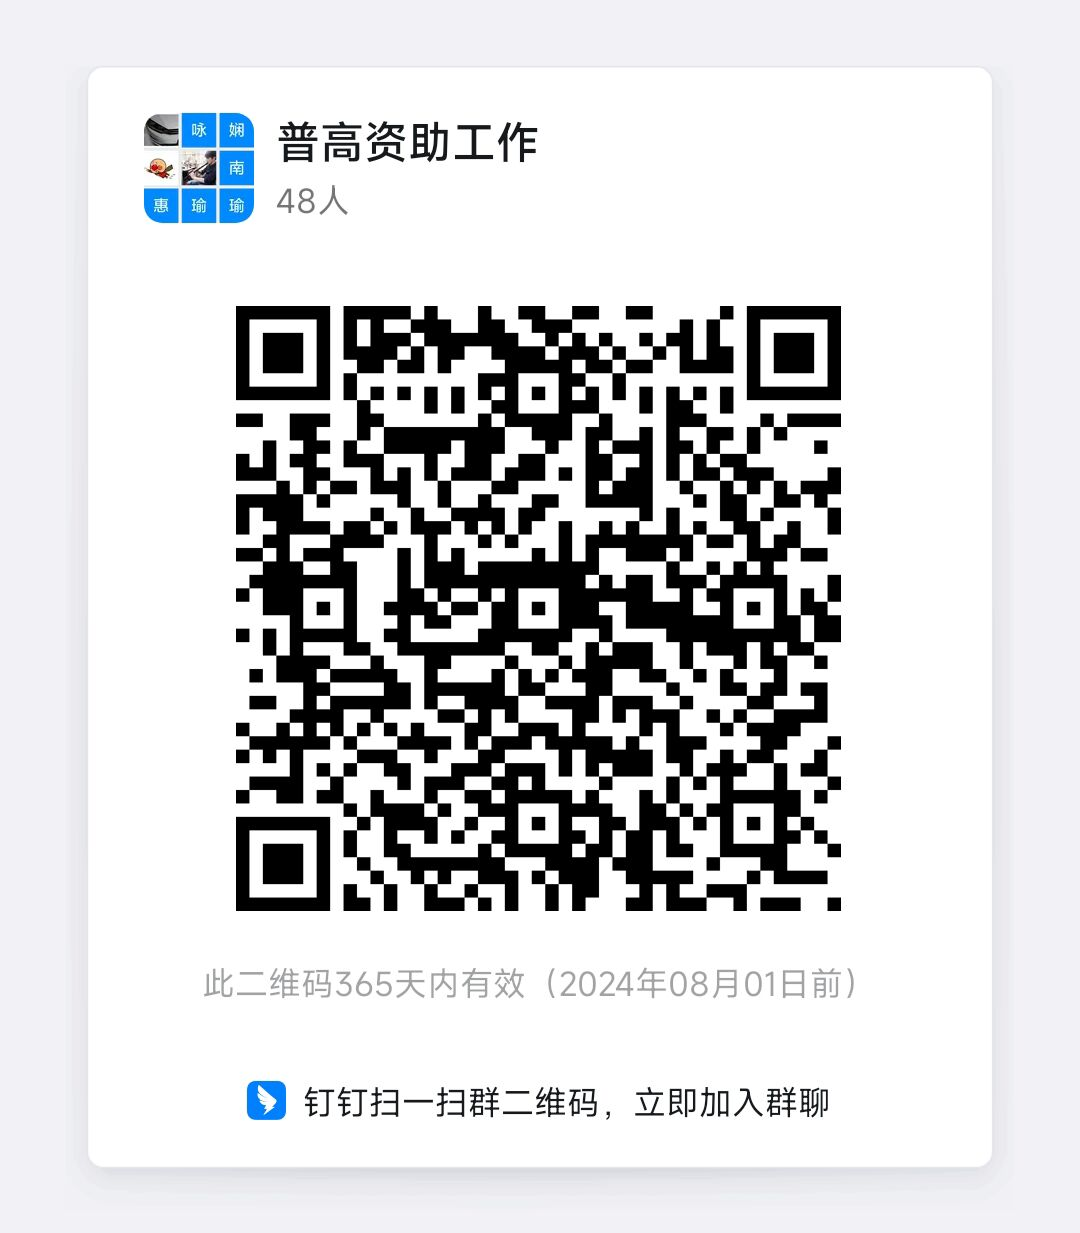 咏 娴
普高资助工作
南
48人
惠 瑜 瑜
此二维码365天内有效（2024年08月01日前）
钉钉扫一扫群二维码，立即加入群聊